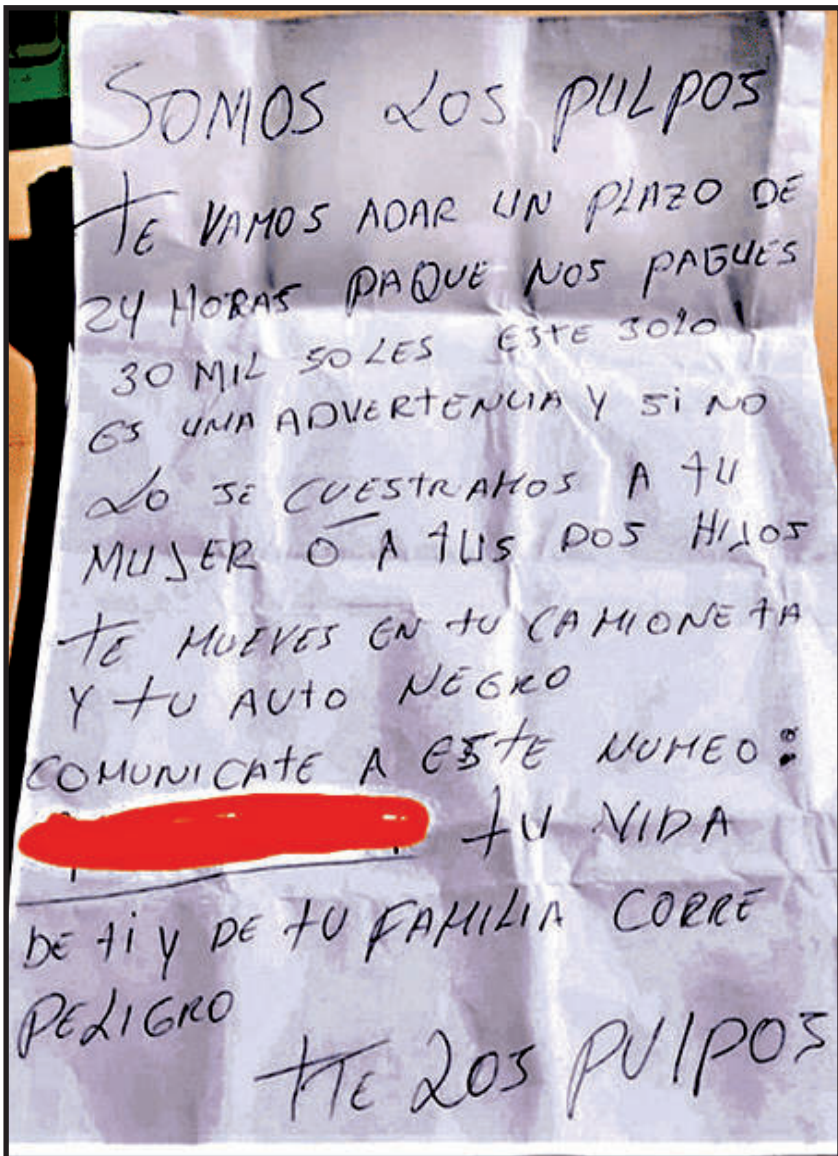 SOMOS LOS PULPOS
TE VAMOS ADAR UN PLAZO DE
24 HORAS PAQUE NOS PAGUES
30 MIL SOLES ESTE SOLO
ES UNA ADVERTENCIA Y SI NO
LO SE CUESTRAMOS A TU
MUJER O A TUS DOS HIJOS
TE MUEVES EN TU CAMIONETA
Y TU AUTO NEGRO
COMUNICATE A ESTE NUMEO:
TU VIDA
DE TI Y DE TU FAMILIA CORRE
PELIGRO
ATTE LOS PULPOS